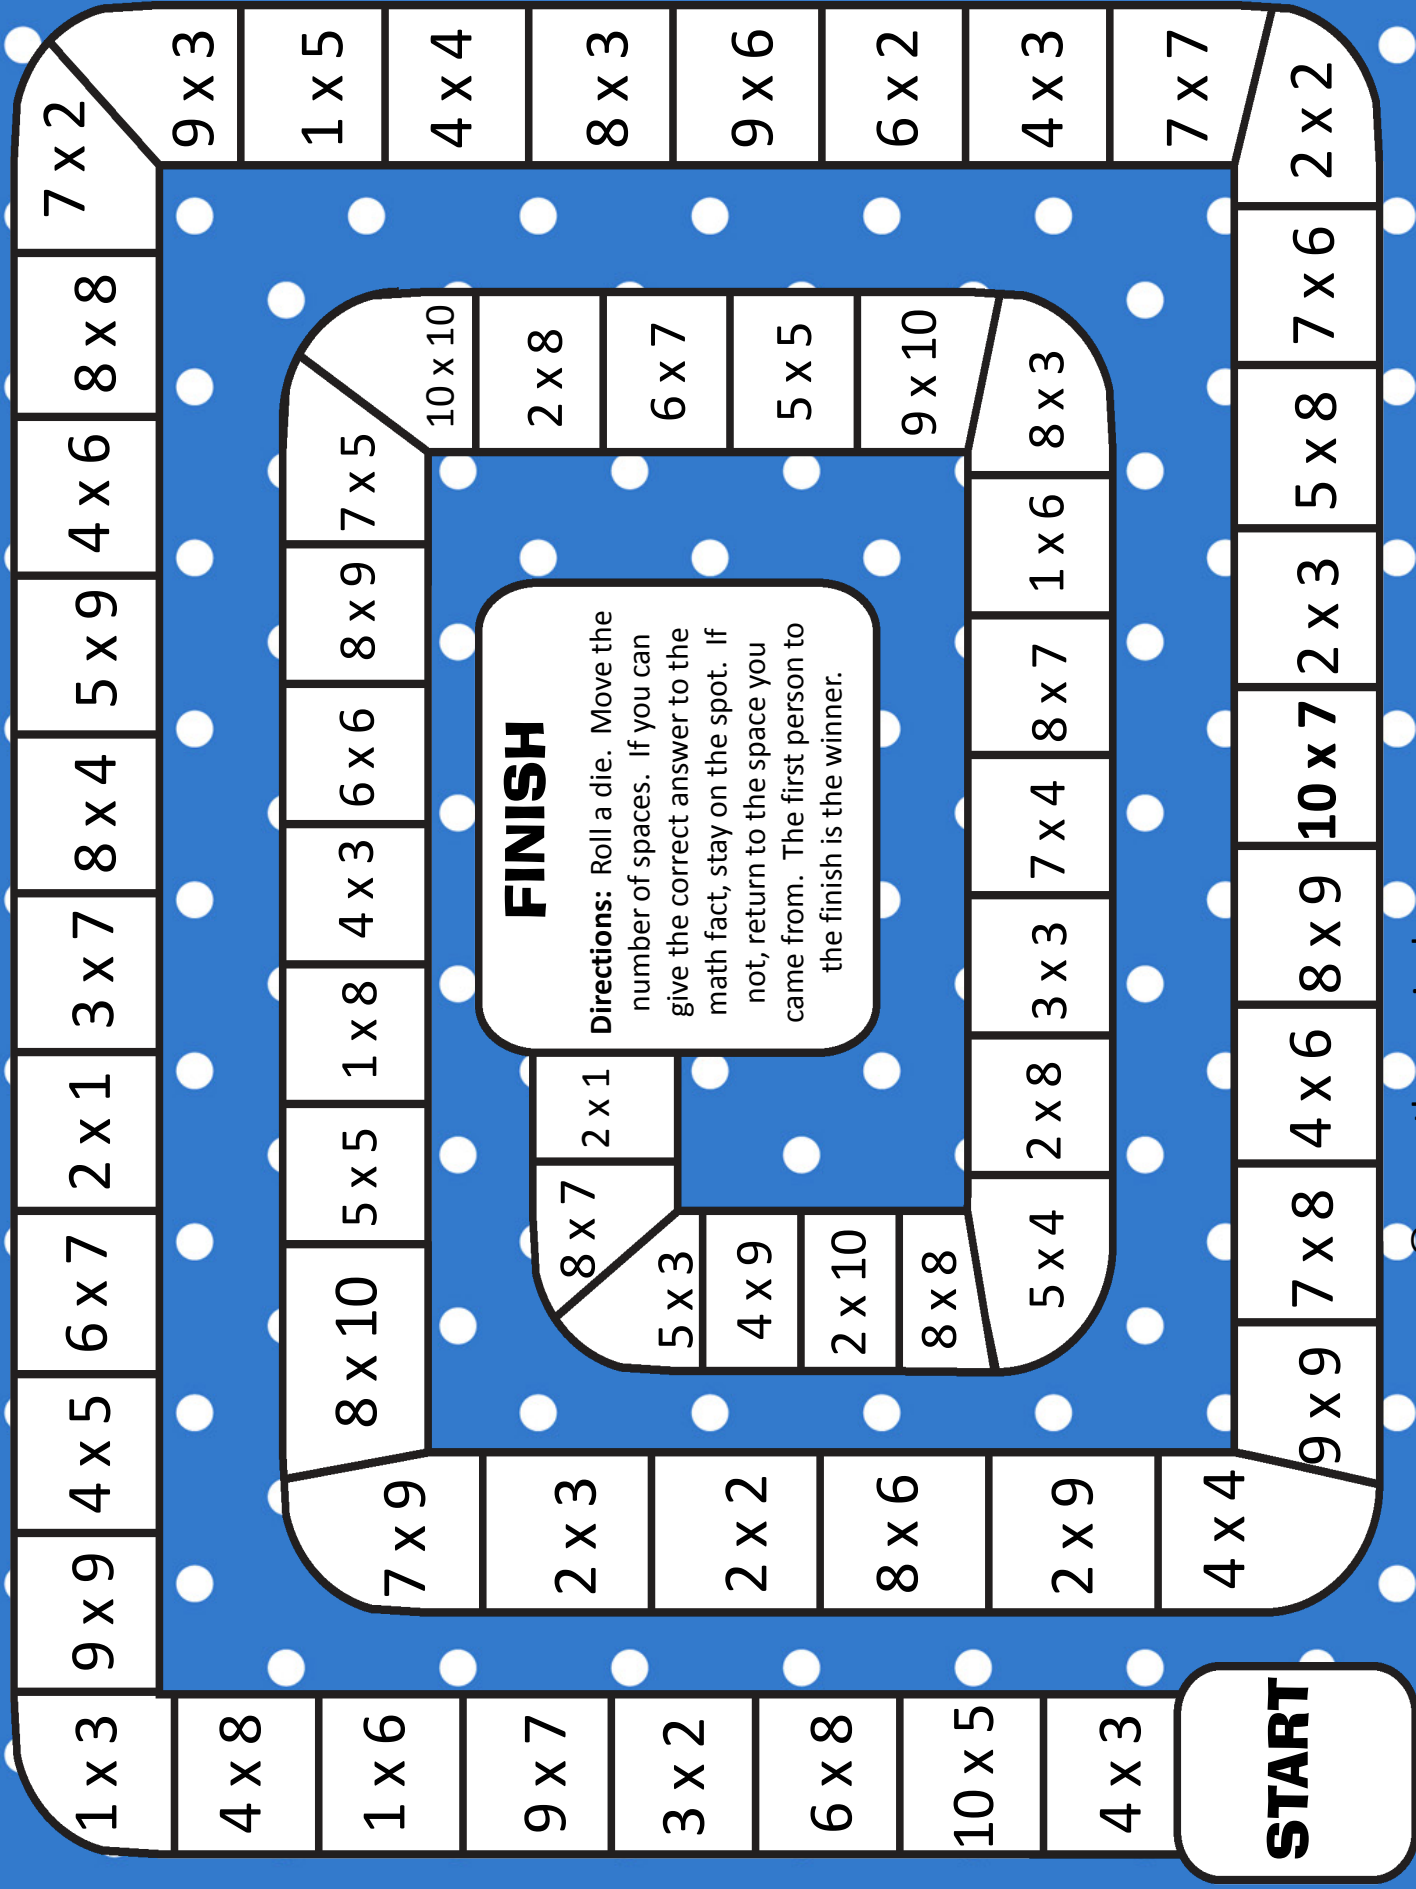 START
4 x 3
10 x 5
6 x 8
3 x 2
9 x 7
1 x 6
4 x 8
1 x 3
9 x 9
4 x 5
6 x 7
2 x 1
3 x 7
8 x 4
5 x 9
4 x 6
8 x 8
7 x 2
9 x 3
1 x 5
4 x 4
8 x 3
9 x 6
6 x 2
4 x 3
7 x 7
2 x 2
7 x 6
5 x 8
2 x 3
10 x 7
8 x 9
4 x 6
7 x 8
9 x 9
4 x 4
2 x 9
8 x 6
2 x 2
2 x 3
7 x 9
8 x 10
5 x 5
1 x 8
4 x 3
6 x 6
8 x 9
7 x 5
10 x 10
2 x 8
6 x 7
5 x 5
9 x 10
8 x 3
1 x 6
8 x 7
7 x 4
3 x 3
2 x 8
5 x 4
8 x 8
2 x 10
4 x 9
5 x 3
8 x 7
2 x 1
FINISH
Directions: Roll a die. Move the
number of spaces. If you can
give the correct answer to the
math fact, stay on the spot. If
not, return to the space you
came from. The first person to
the finish is the winner.